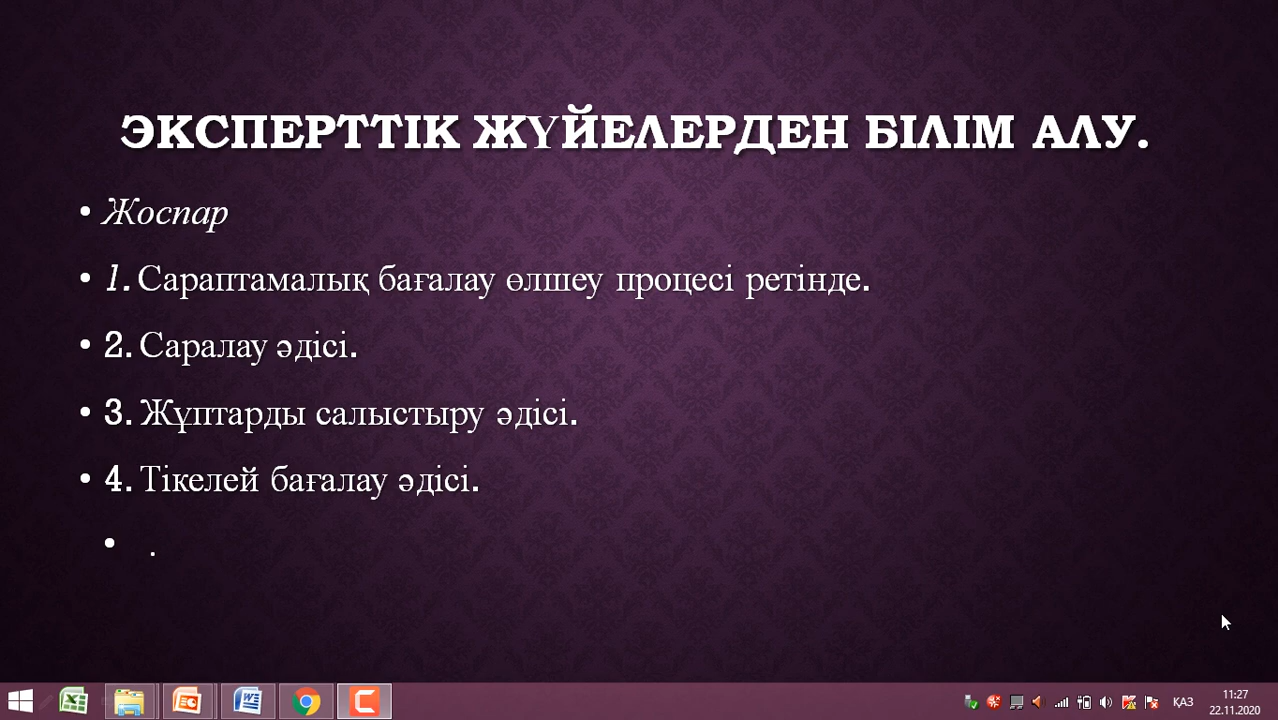 ЭКСПЕРТТІК ЖҮЙЕЛЕРДЕН БІЛІМ АЛУ.
• Жоспар
• 1. Сараптамалық бағалау өлшеу процесі ретінде.
• 2. Саралау әдісі.
• 3. Жұптарды салыстыру әдісі.
• 4. Тікелей бағалау әдісі.
• .
ҚАЗ
11:27
22.11.2020